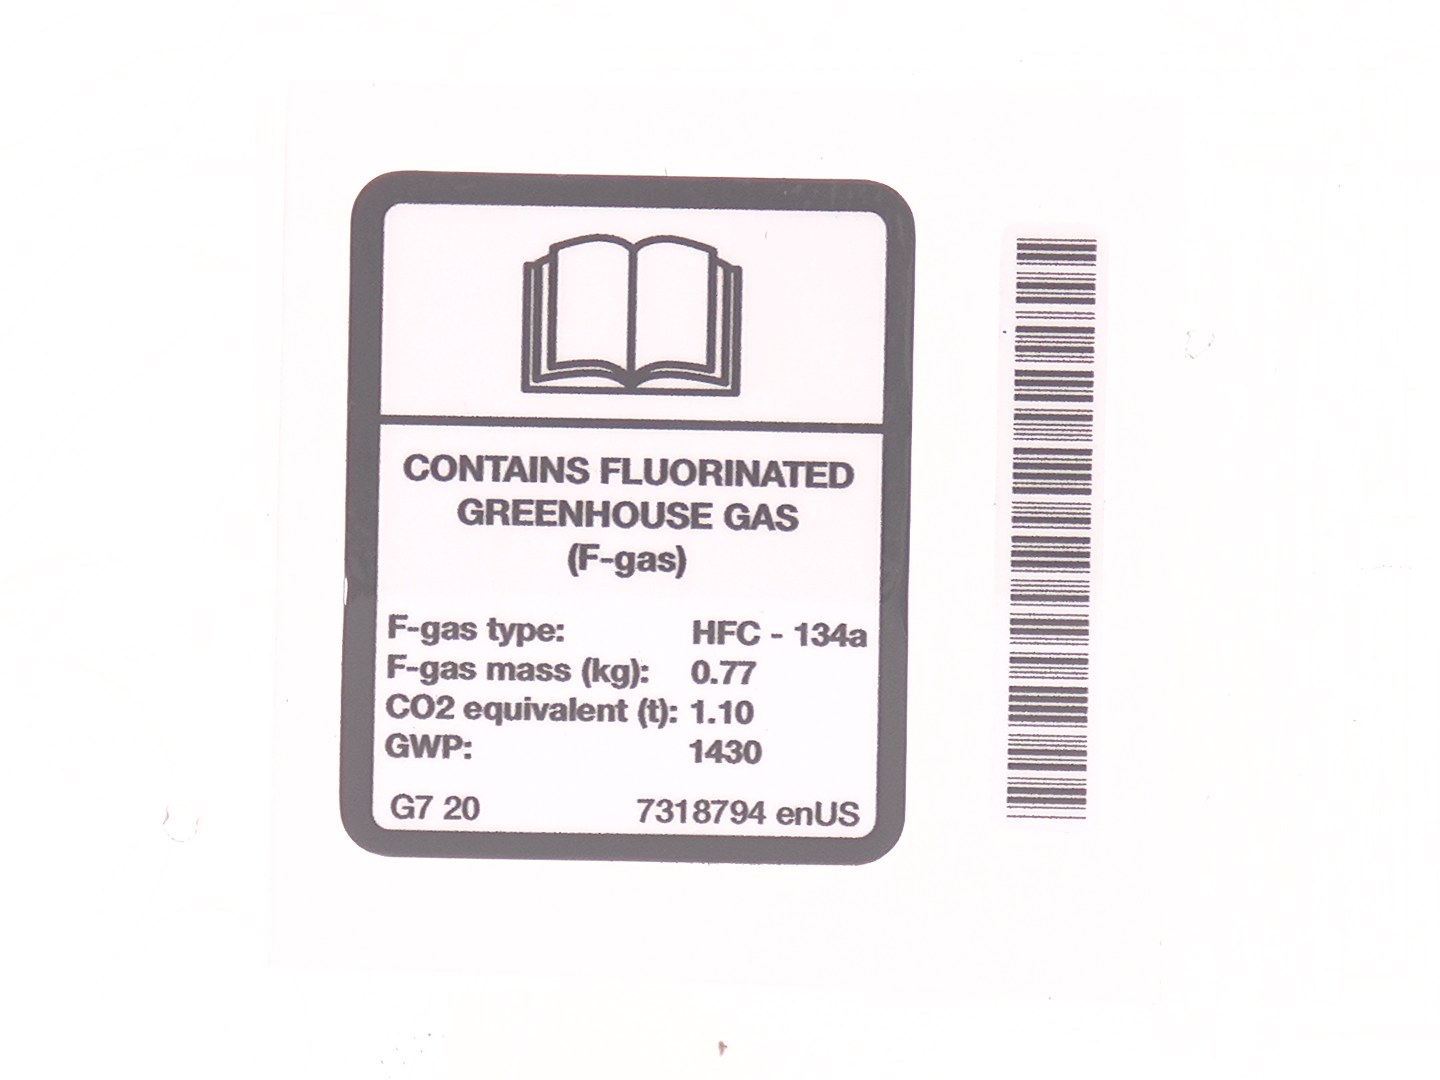 CONTAINS FLUORINATED
GREENHOUSE GAS
(F-gas)
F-gas type: HFC - 134a
F-gas mass (kg): 0.77
CO2 equivalent (t): 1.10
GWP: 1430
G7 20 7318794 enUS